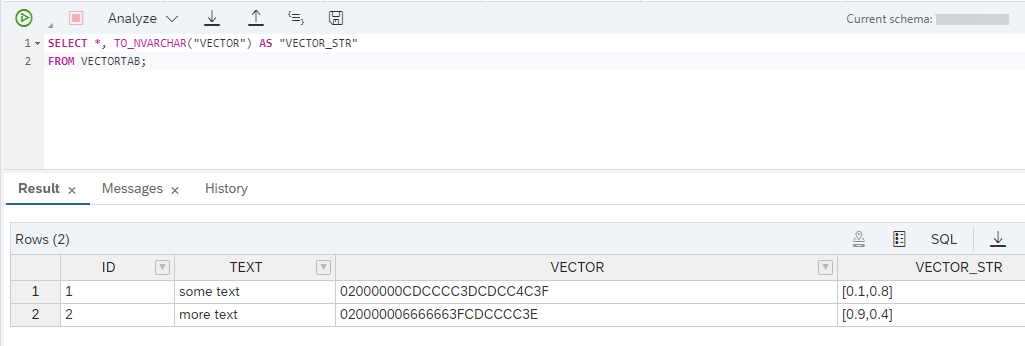 Analyze
Current schema:
1 SELECT *, TO_NVARCHAR("VECTOR") AS "VECTOR_STR"
2 FROM VECTORTAB;
Result × Messages × History
Rows (2) SQL
ID TEXT VECTOR VECTOR_STR
1 1 some text 02000000CDCCCC3DCDCC4C3F [0.1,0.8]
2 2 more text 020000006666663FCDCCCC3E [0.9,0.4]